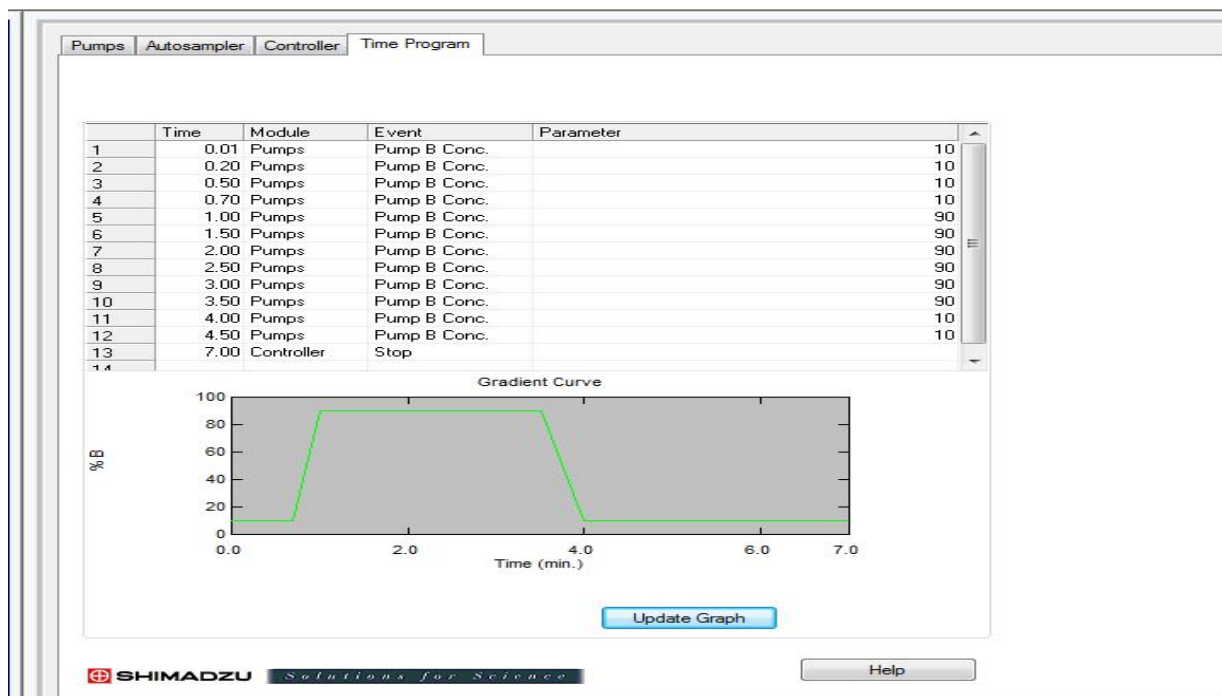 Pumps Autosampler Controller Time Program
Time Module Event Parameter
1 0.01 Pumps Pump B Conc. 10
2 0.20 Pumps Pump B Conc. 10
3 0.50 Pumps Pump B Conc. 10
4 0.70 Pumps Pump B Conc. 10
5 1.00 Pumps Pump B Conc. 90
6 1.50 Pumps Pump B Conc. 90
7 2.00 Pumps Pump B Conc. 90
8 2.50 Pumps Pump B Conc. 90
9 3.00 Pumps Pump B Conc. 90
10 3.50 Pumps Pump B Conc. 90
11 4.00 Pumps Pump B Conc. 10
12 4.50 Pumps Pump B Conc. 10
13 7.00 Controller Stop
14
Gradient Curve
100
80
60
40
20
0
%B
0.0 2.0 4.0 6.0 7.0
Time (min.)
Update Graph
SHIMADZU Solutions for Science Help